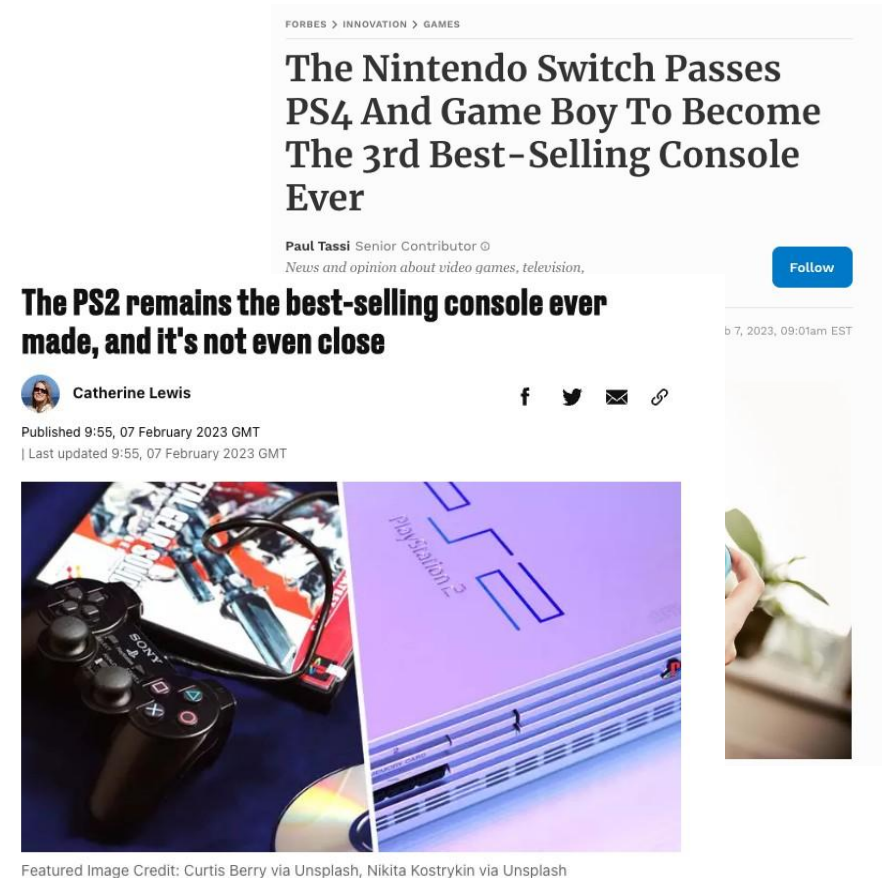 FORBES > INNOVATION > GAMES
The Nintendo Switch Passes
PS4 And Game Boy To Become
The 3rd Best-Selling Console
Ever
Paul Tassi Senior Contributor
News and opinion about video games, television,
Follow
7, 2023, 09:01am EST
The PS2 remains the best-selling console ever
made, and it's not even close
Catherine Lewis
Published 9:55, 07 February 2023 GMT
| Last updated 9:55, 07 February 2023 GMT
SONY
PlayStation 2
MEMORY CARD
Featured Image Credit: Curtis Berry via Unsplash, Nikita Kostrykin via Unsplash